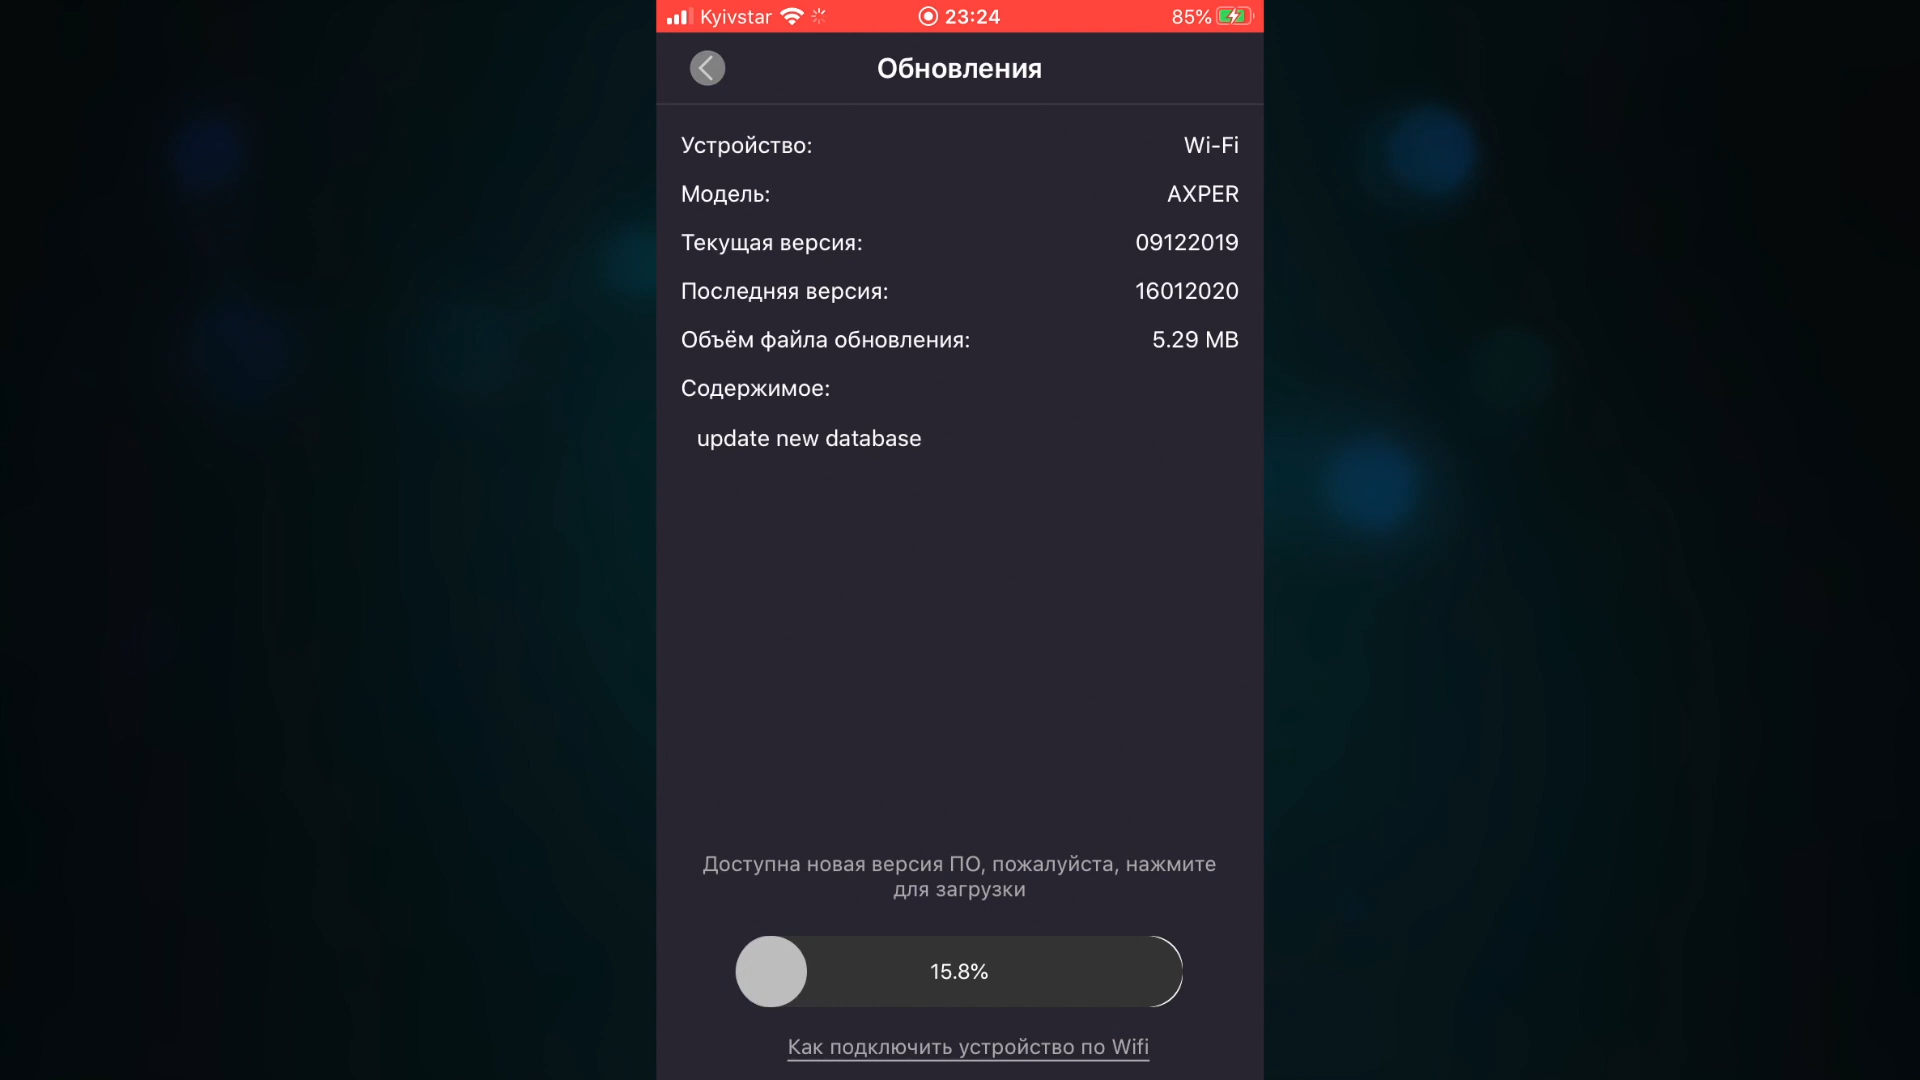 Kyivstar 23:24 85%
Обновления
Устройство: Wi-Fi
Модель: AXPER
Текущая версия: 09122019
Последняя версия: 16012020
Объём файла обновления: 5.29 MB
Содержимое:
update new database
Доступна новая версия ПО, пожалуйста, нажмите
для загрузки
15.8%
Как подключить устройство по Wifi